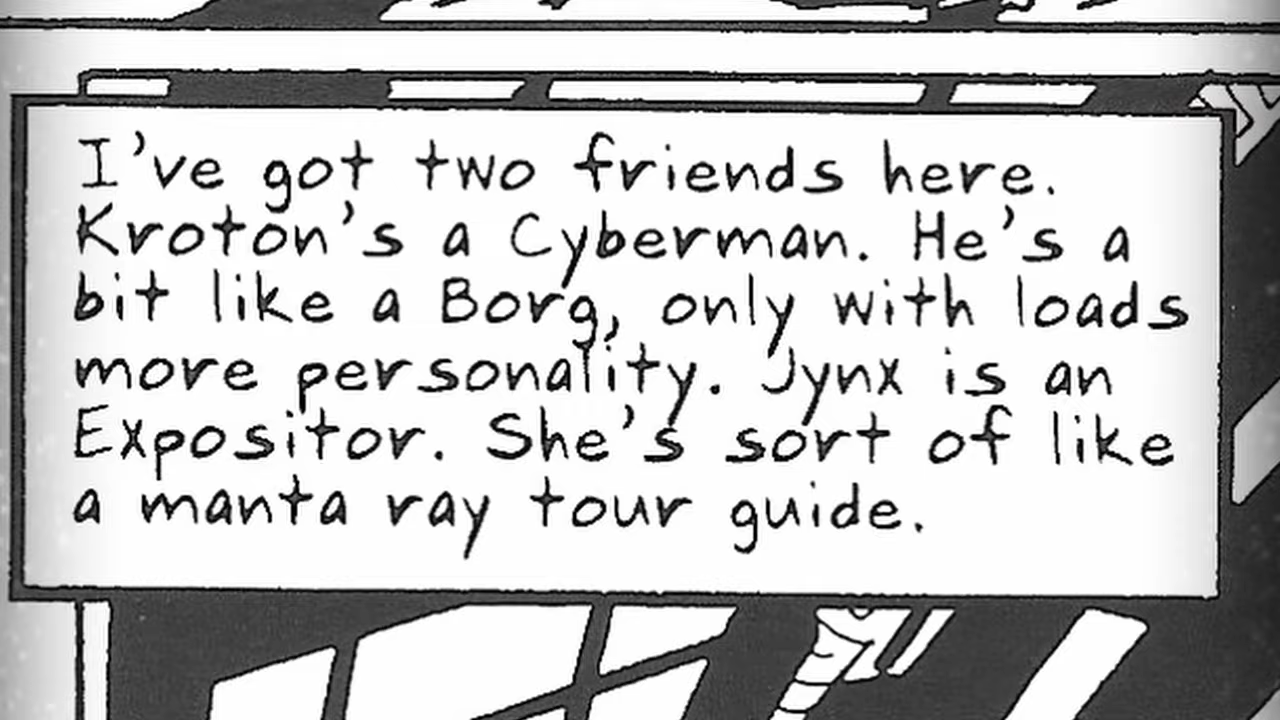 I've got two friends here.
Kroton's a Cyberman. He's a
bit like a Borg, only with loads
more personality. Jynx is an
Expositor. She's sort of like
a manta ray tour guide.